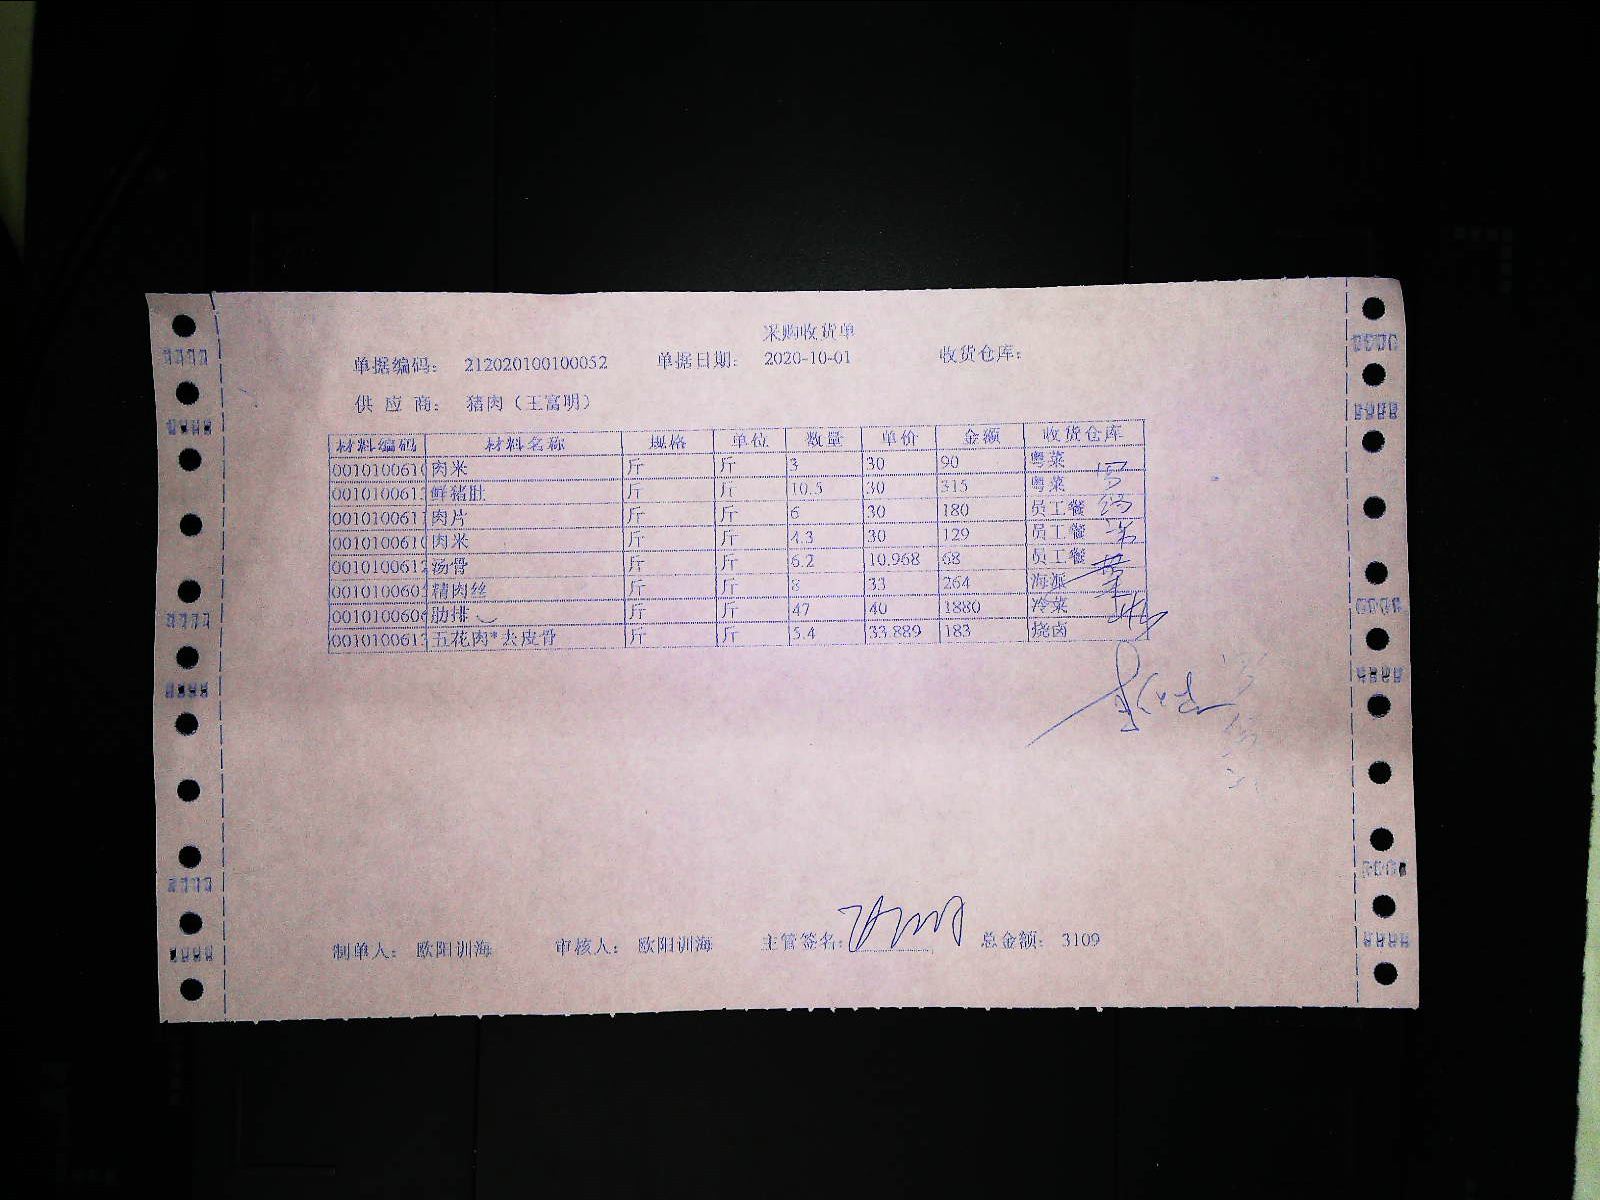 采购收货单
单据编码： 212020100100052 单据日期： 2020-10-01 收货仓库：
供 应 商： 猪肉（王富明）
材料编码 材料名称 规格 单位 数量 单价 金额 收货仓库
001010061 肉米 斤 斤 3 30 90 粤菜
001010061 鲜猪肚 斤 斤 10.5 30 315 粤菜
001010061 肉片 斤 斤 6 30 180 员工餐
001010061 肉米 斤 斤 4.3 30 129 员工餐
001010061 汤骨 斤 斤 6.2 10.968 68 员工餐
001010060 精肉丝 斤 斤 8 33 264 海派
001010060 肋排 斤 斤 47 40 1880 冷菜
001010061 五花肉*去皮骨 斤 斤 5.4 33.889 183 烧卤
制单人： 欧阳训海 审核人： 欧阳训海 主管签名： 总金额： 3109